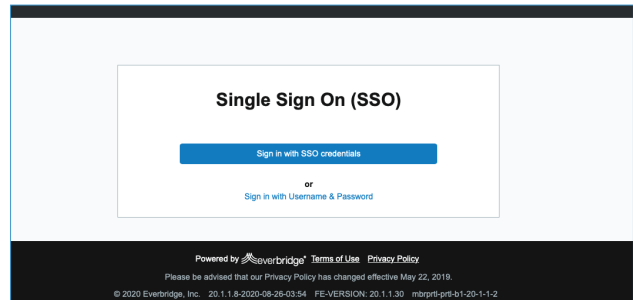 Single Sign On (SSO)
Sign in with SSO credentials
or
Sign in with Username & Password
Powered by everbridge® Terms of Use Privacy Policy
Please be advised that our Privacy Policy has changed effective May 22, 2019.
© 2020 Everbridge, Inc. 20.1.1.8-2020-08-26-03:54 FE-VERSION: 20.1.1.30 mbrprtl-prtl-b1-20-1-1-2